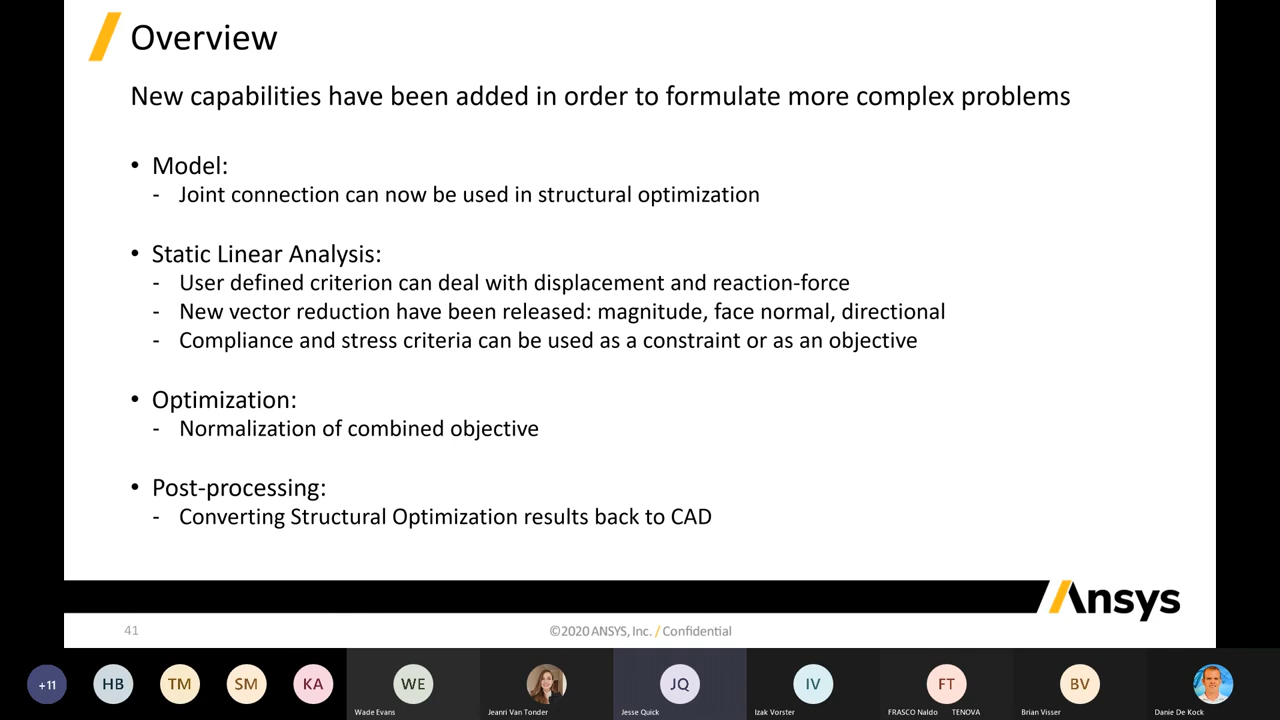 Overview
New capabilities have been added in order to formulate more complex problems
• Model:
- Joint connection can now be used in structural optimization
• Static Linear Analysis:
- User defined criterion can deal with displacement and reaction-force
- New vector reduction have been released: magnitude, face normal, directional
- Compliance and stress criteria can be used as a constraint or as an objective
• Optimization:
- Normalization of combined objective
• Post-processing:
- Converting Structural Optimization results back to CAD
Ansys
41
©2020 ANSYS, Inc. / Confidential
+11 HB TM SM KA WE JQ IV FT BV
Wade Evans Jeanri Van Tonder Jesse Quick Izak Vorster FRASCO Naldo TENOVA Brian Visser Danie De Kock